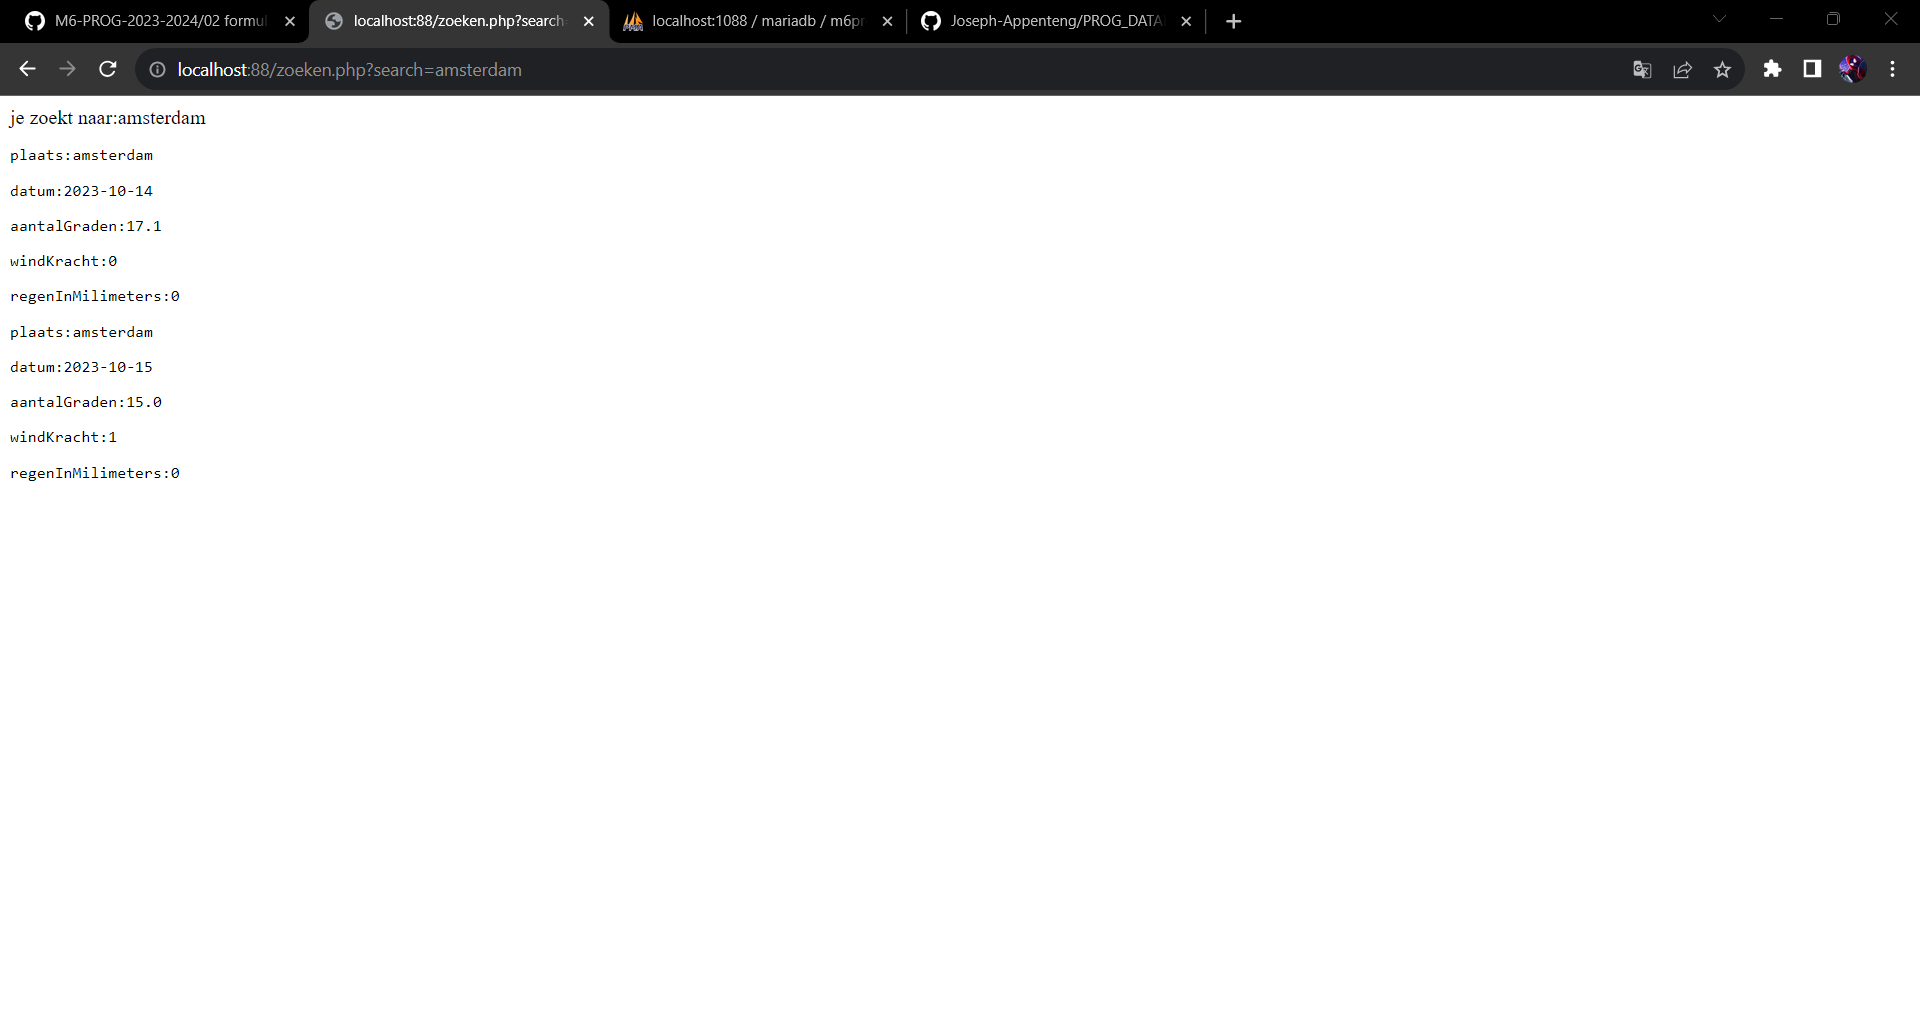 M6-PROG-2023-2024/02 formul
localhost:88/zoeken.php?search=
localhost:1088 / mariadb / m6pr
Joseph-Appenteng/PROG_DATA
localhost:88/zoeken.php?search=amsterdam
je zoekt naar:amsterdam
plaats:amsterdam
datum:2023-10-14
aantalGraden:17.1
windKracht:0
regenInMilimeters:0
plaats:amsterdam
datum:2023-10-15
aantalGraden:15.0
windKracht:1
regenInMilimeters:0